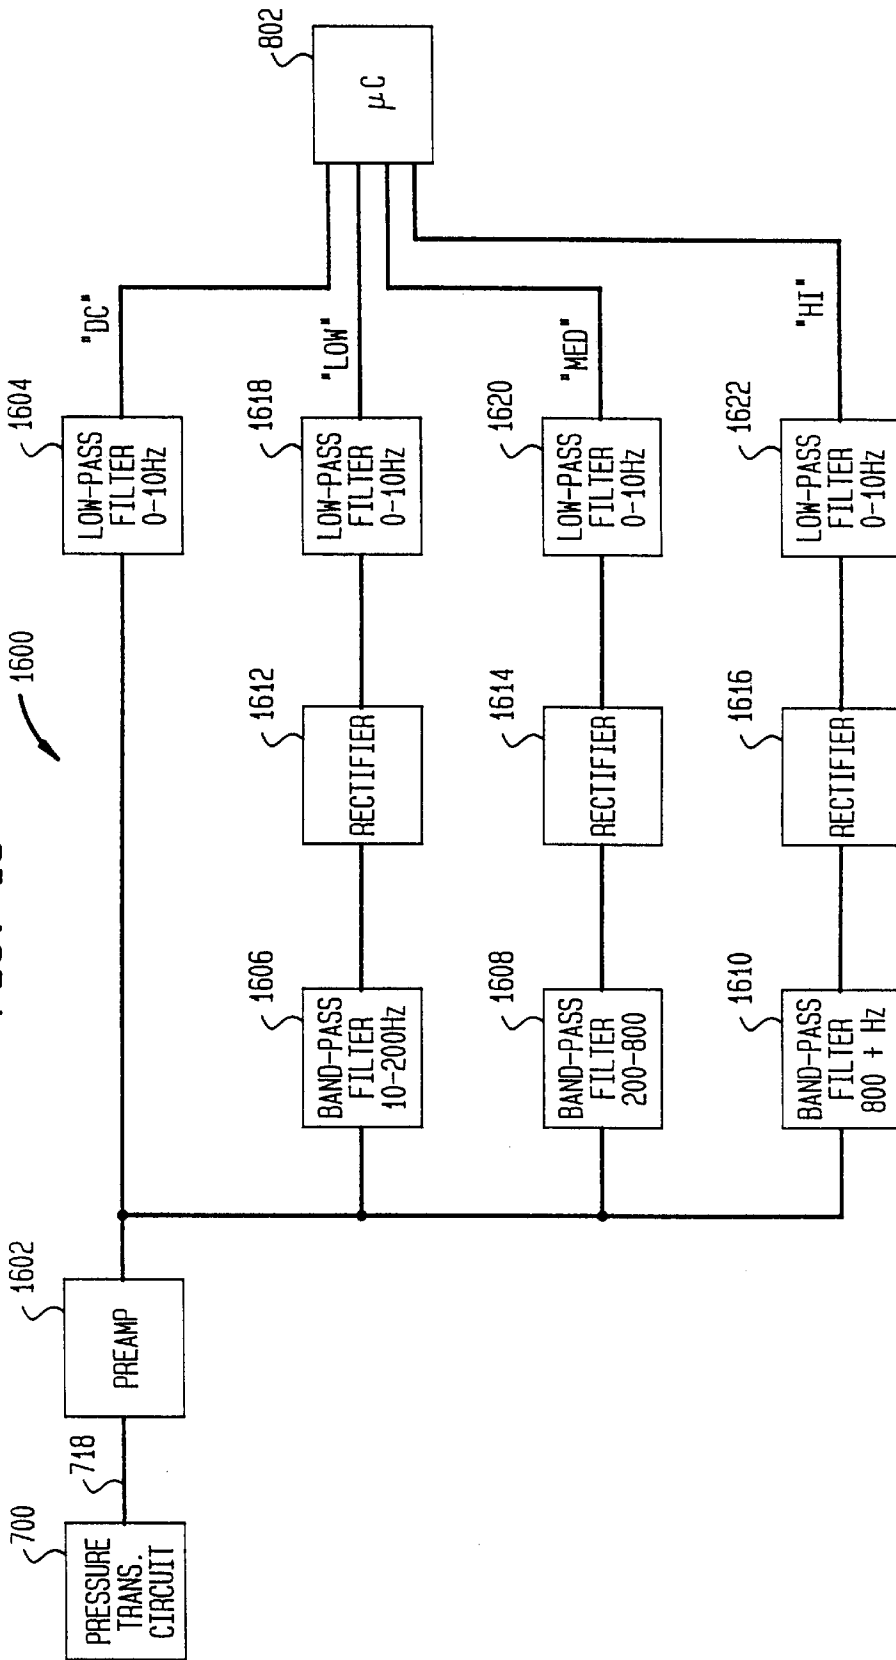 1600
700
PRESSURE
TRANS.
CIRCUIT
718
1602
PREAMP
1604
LOW-PASS
FILTER
0-10Hz
"DC"
802
µC
1606
BAND-PASS
FILTER
10-200Hz
1612
RECTIFIER
1618
LOW-PASS
FILTER
0-10Hz
"LOW"
1608
BAND-PASS
FILTER
200-800
1614
RECTIFIER
1620
LOW-PASS
FILTER
0-10Hz
"MED"
1610
BAND-PASS
FILTER
800 + Hz
1616
RECTIFIER
1622
LOW-PASS
FILTER
0-10Hz
"HI"